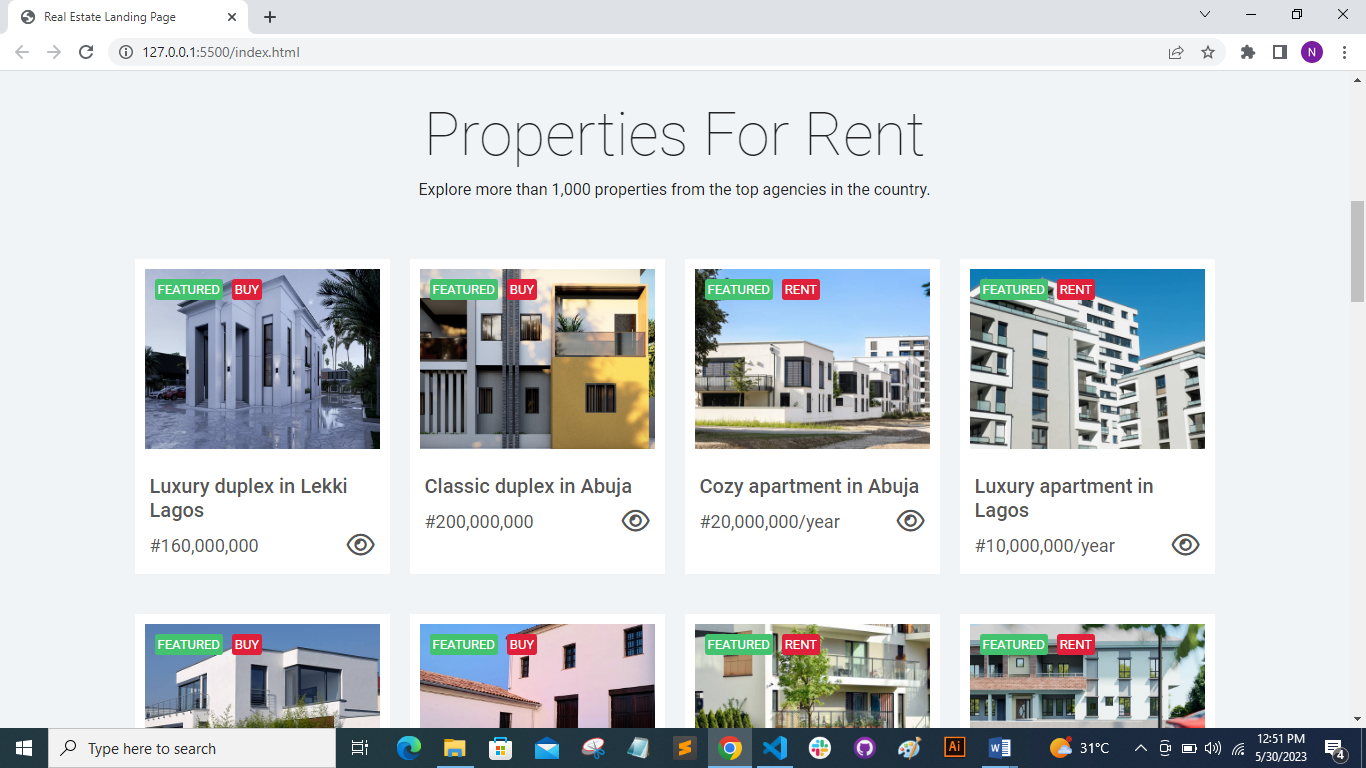 Real Estate Landing Page
127.0.0.1:5500/index.html
N
Properties For Rent
Explore more than 1,000 properties from the top agencies in the country.
FEATURED BUY
FEATURED BUY
FEATURED RENT
FEATURED RENT
Luxury duplex in Lekki
Lagos
#160,000,000
Classic duplex in Abuja
#200,000,000
Cozy apartment in Abuja
#20,000,000/year
Luxury apartment in
Lagos
#10,000,000/year
FEATURED BUY
FEATURED BUY
FEATURED RENT
FEATURED RENT
Type here to search
Ai
W
31°C
12:51 PM
5/30/2023
4